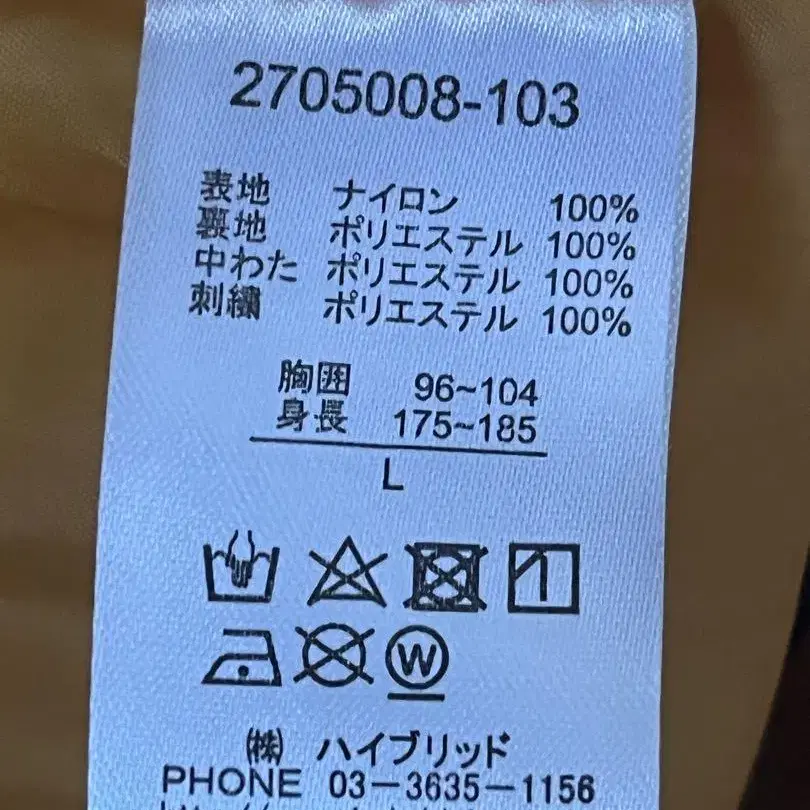 2705008-103
表地 ナイロン 100%
裏地 ポリエステル 100%
中わた ポリエステル 100%
刺繍 ポリエステル 100%
胸囲 96~104
身長 175~185
L
W
㈱ ハイブリッド
PHONE 03-3635-1156